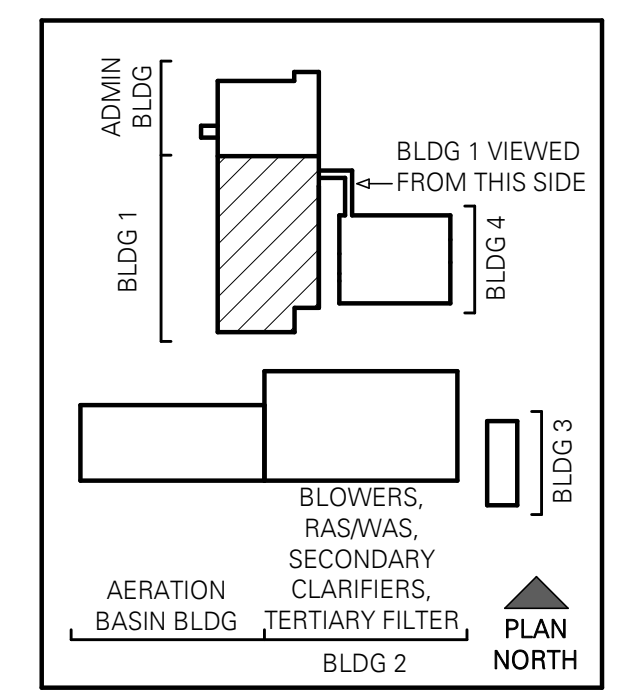 ADMIN
BLDG
BLDG 1
BLDG 1 VIEWED
FROM THIS SIDE
BLDG 4
BLDG 3
BLOWERS,
RAS/WAS,
SECONDARY
CLARIFIERS,
TERTIARY FILTER
AERATION
BASIN BLDG
BLDG 2
PLAN
NORTH